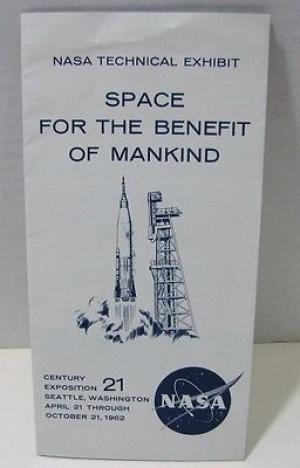 NASA TECHNICAL EXHIBIT
SPACE
FOR THE BENEFIT
OF MANKIND
CENTURY 21
EXPOSITION
SEATTLE, WASHINGTON
APRIL 21 THROUGH
OCTOBER 21, 1962
NASA